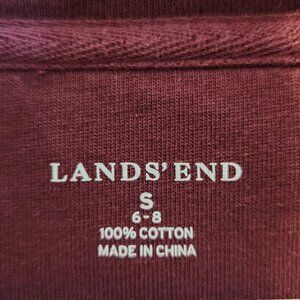 LANDS' END
S
6-8
100% COTTON
MADE IN CHINA